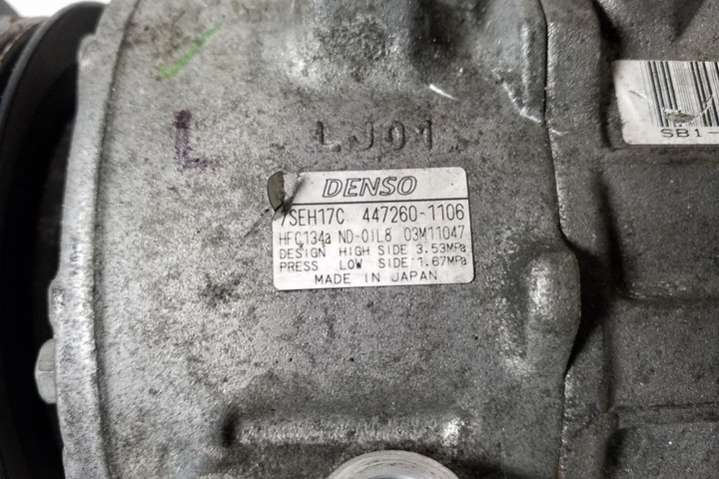 L
LJ01
DENSO
7SEH17C 447260-1106
HFC134a ND-OIL8 03M11047
DESIGN HIGH SIDE 3.53MPa
PRESS LOW SIDE 1.67MPa
MADE IN JAPAN
SB1-